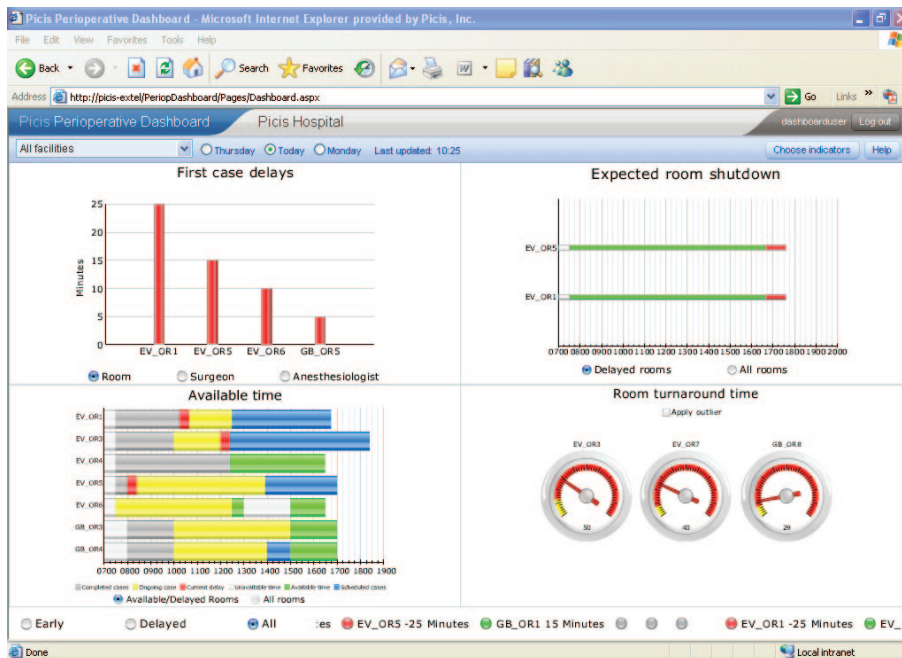 Picis Perioperative Dashboard - Microsoft Internet Explorer provided by Picis, Inc.
File Edit View Favorites Tools Help
Back Search Favorites
Address http://picis-extel/PeriopDashboard/Pages/Dashboard.aspx Go Links »
Picis Perioperative Dashboard Picis Hospital dashboarduser Log out
All facilities Thursday Today Monday Last updated: 10:25 Choose indicators Help
First case delays
25
20
15
10
5
0
Minutes
EV_OR1 EV_OR5 EV_OR6 GB_OR5
Room Surgeon Anesthesiologist
Expected room shutdown
EV_OR5
EV_OR1
0700 0800 0900 1000 1100 1200 1300 1400 1500 1600 1700 1800 1900 2000
Delayed rooms All rooms
Available time
EV_OR1
EV_OR3
EV_OR4
EV_OR5
EV_OR6
GB_OR3
GB_OR4
0700 0800 0900 1000 1100 1200 1300 1400 1500 1600 1700 1800 1900
Completed cases Ongoing case Current delay Unavailable time Available time Scheduled cases
Available/Delayed Rooms All rooms
Room turnaround time
Apply outlier
EV_OR3 EV_OR7 GB_OR8
50 40 29
Early Delayed All :es EV_OR5 -25 Minutes GB_OR1 15 Minutes EV_OR1 -25 Minutes EV_
Done Local intranet